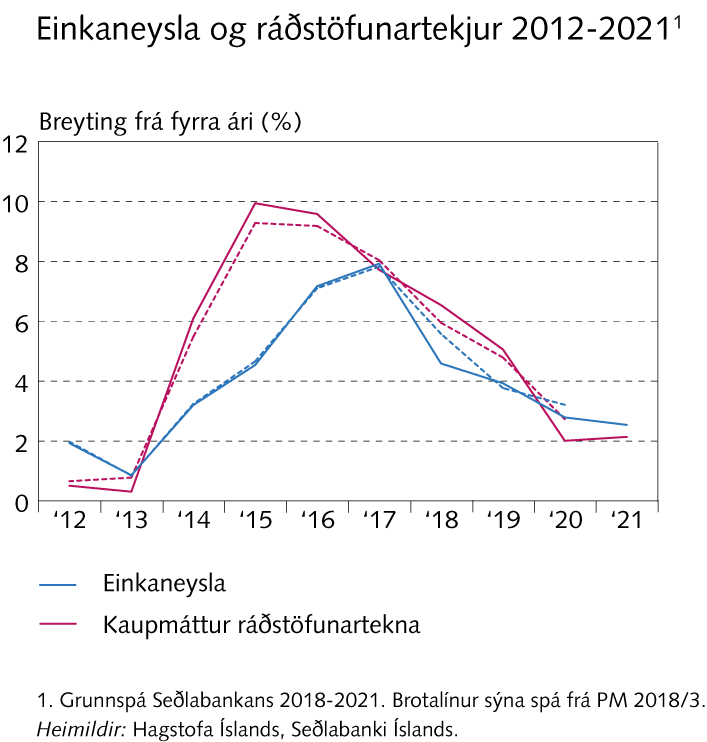 Einkaneysla og ráðstöfunartekjur 2012-2021¹
Breyting frá fyrra ári (%)
12
10
8
6
4
2
0
‘12 ‘13 ‘14 ‘15 ‘16 ‘17 ‘18 ‘19 ‘20 ‘21
Einkaneysla
Kaupmáttur ráðstöfunartekna
1. Grunnspá Seðlabankans 2018-2021. Brotalínur sýna spá frá PM 2018/3.
Heimildir: Hagstofa Íslands, Seðlabanki Íslands.